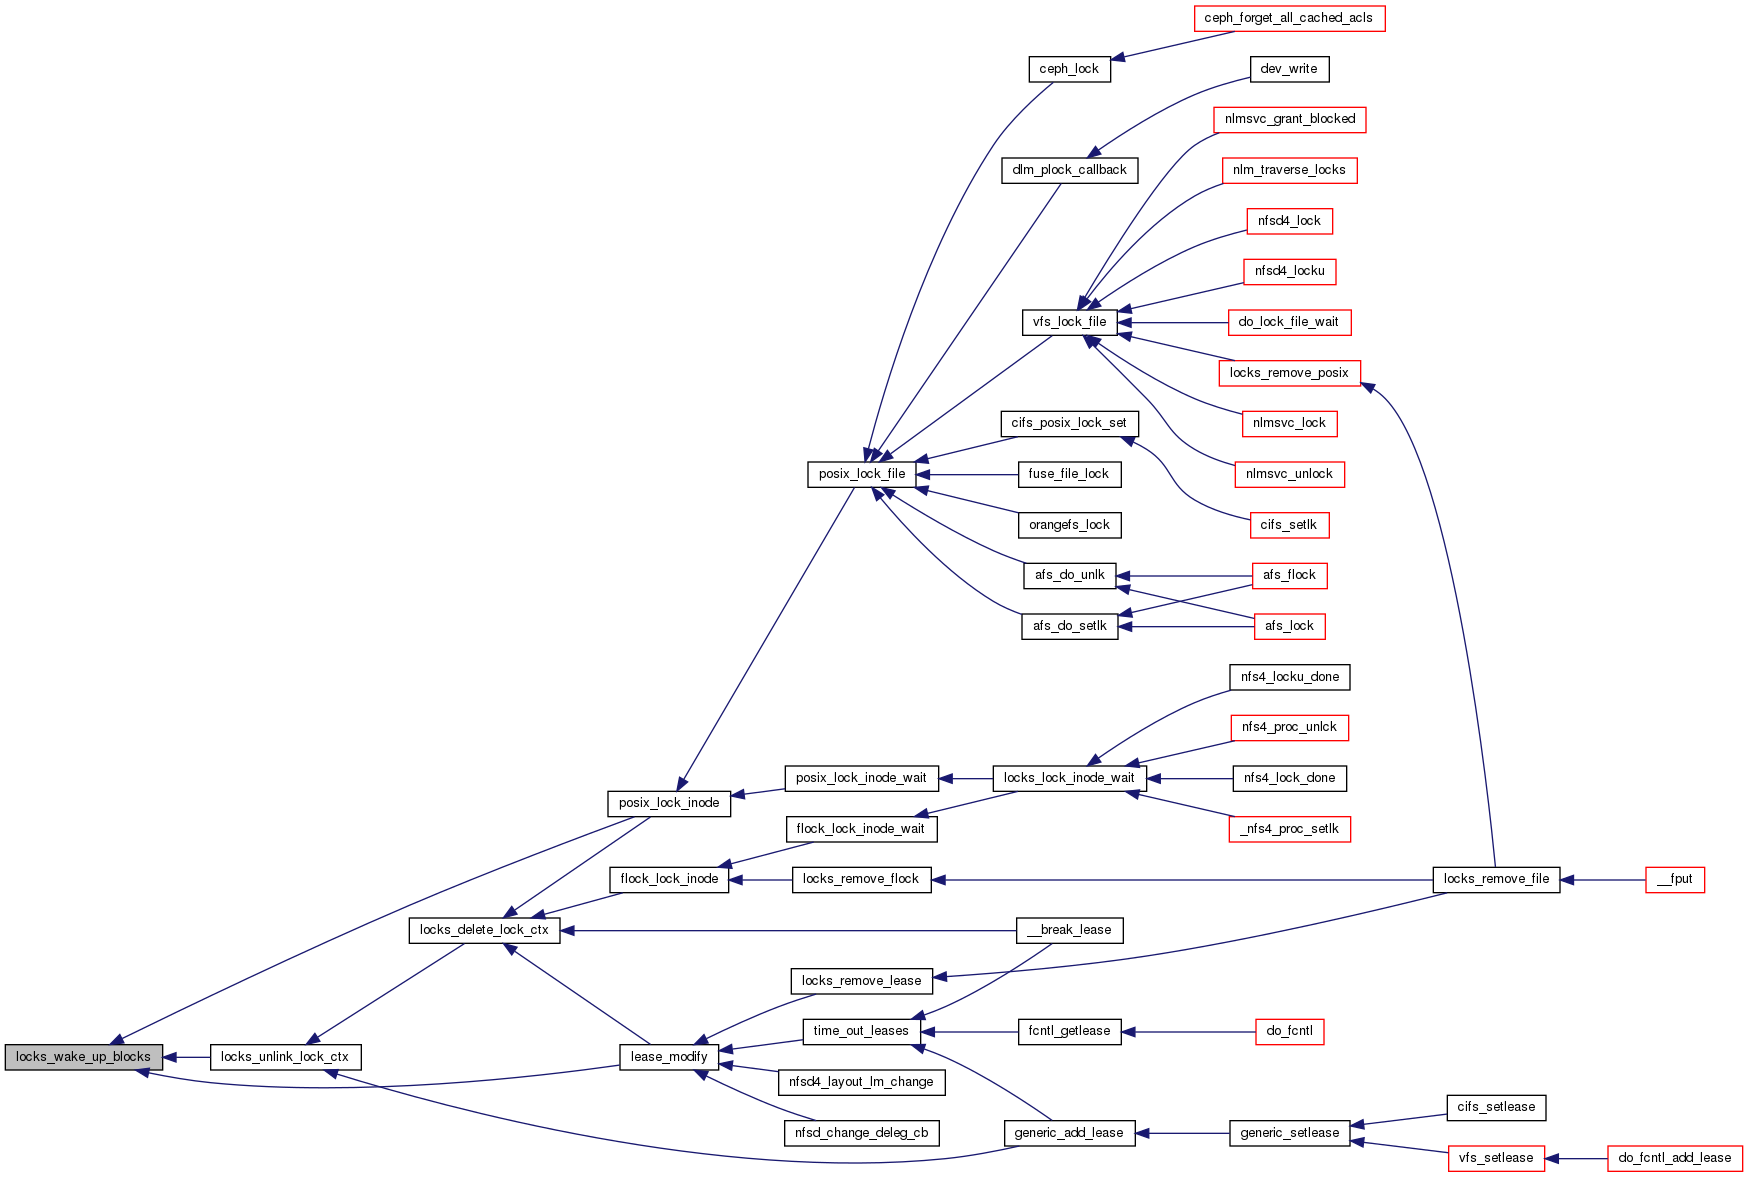 ceph_forget_all_cached_acls
ceph_lock
dev_write
nlmsvc_grant_blocked
dlm_plock_callback
nlm_traverse_locks
nfsd4_lock
nfsd4_locku
vfs_lock_file
do_lock_file_wait
locks_remove_posix
cifs_posix_lock_set
nlmsvc_lock
posix_lock_file
fuse_file_lock
nlmsvc_unlock
orangefs_lock
cifs_setlk
afs_do_unlk
afs_flock
afs_do_setlk
afs_lock
nfs4_locku_done
nfs4_proc_unlck
posix_lock_inode_wait
locks_lock_inode_wait
nfs4_lock_done
posix_lock_inode
flock_lock_inode_wait
_nfs4_proc_setlk
flock_lock_inode
locks_remove_flock
locks_remove_file
__fput
locks_delete_lock_ctx
__break_lease
locks_remove_lease
time_out_leases
fcntl_getlease
do_fcntl
locks_wake_up_blocks
locks_unlink_lock_ctx
lease_modify
nfsd4_layout_lm_change
cifs_setlease
nfsd_change_deleg_cb
generic_add_lease
generic_setlease
vfs_setlease
do_fcntl_add_lease